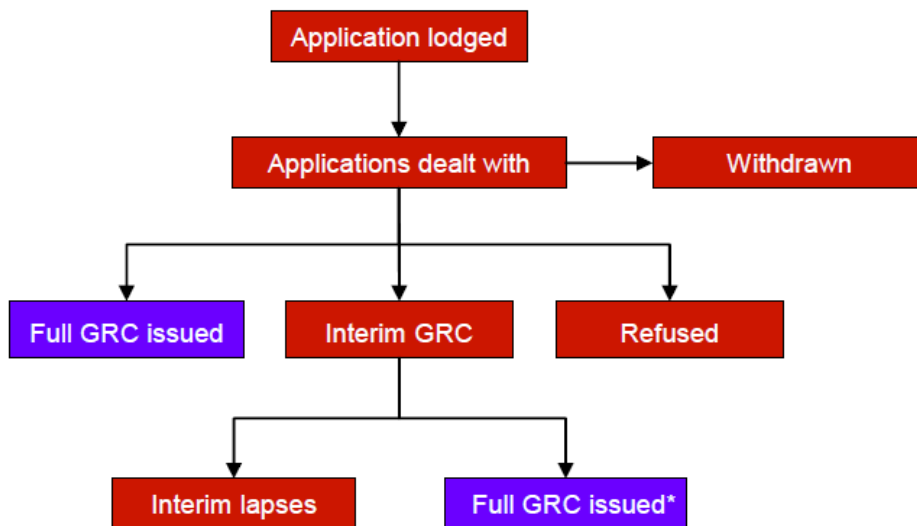 Application lodged
Applications dealt with
Withdrawn
Full GRC issued
Interim GRC
Refused
Interim lapses
Full GRC issued*